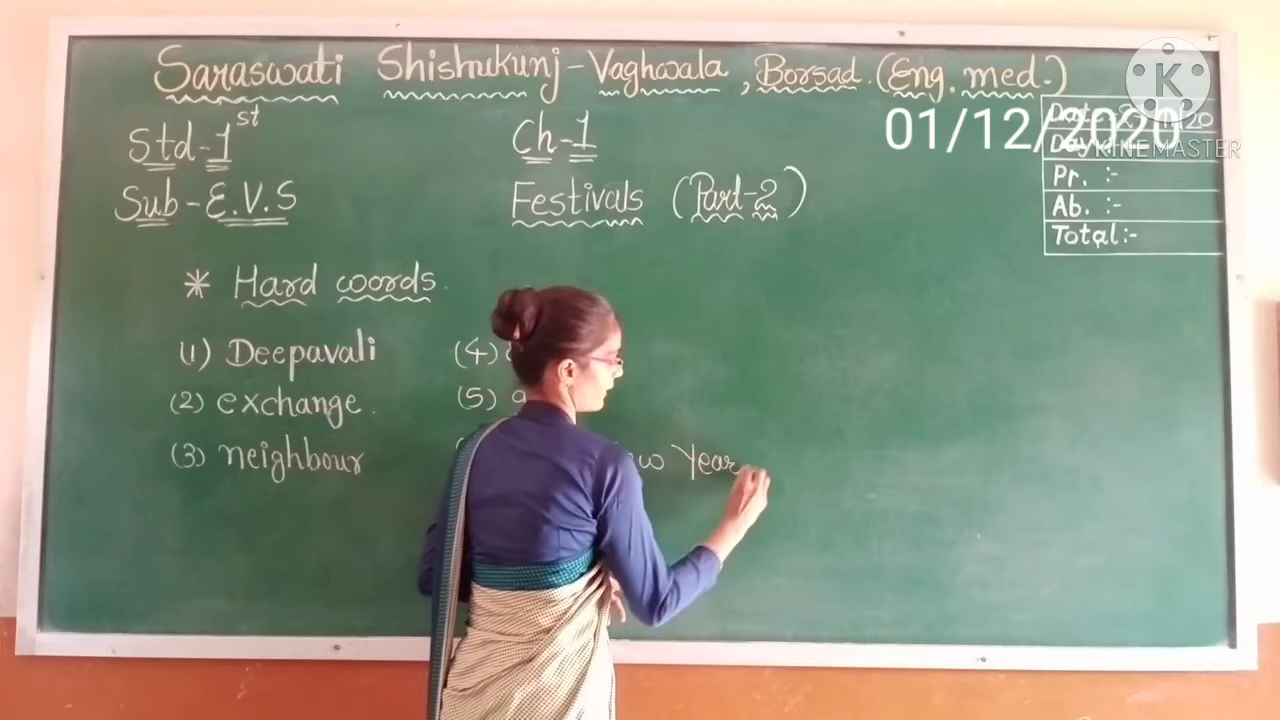 Saraswati Shishukunj - Vaghwala, Borsad. (Eng. med.)
Std - 1st
Ch - 1
Sub - E.V.S
Festivals (Part-2)
01/12/2020
K
KINEMASTER
Pr. :-
Ab. :-
Total:-
* Hard words.
(1) Deepavali
(4)
(2) exchange.
(5)
(3) neighbour
Year